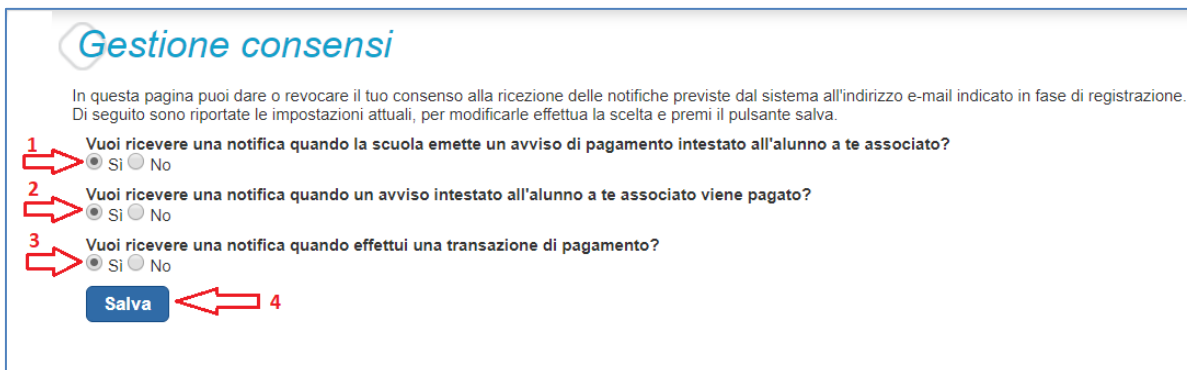 Gestione consensi
In questa pagina puoi dare o revocare il tuo consenso alla ricezione delle notifiche previste dal sistema all'indirizzo e-mail indicato in fase di registrazione.
Di seguito sono riportate le impostazioni attuali, per modificarle effettua la scelta e premi il pulsante salva.
1 Vuoi ricevere una notifica quando la scuola emette un avviso di pagamento intestato all'alunno a te associato?
Sì No
2 Vuoi ricevere una notifica quando un avviso intestato all'alunno a te associato viene pagato?
Sì No
3 Vuoi ricevere una notifica quando effettui una transazione di pagamento?
Sì No
Salva 4